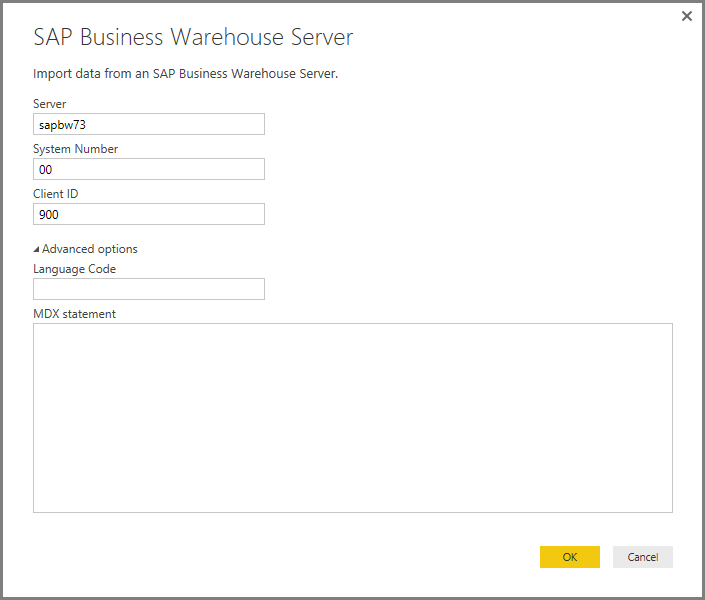 SAP Business Warehouse Server
Import data from an SAP Business Warehouse Server.
Server
sapbw73
System Number
00
Client ID
900
Advanced options
Language Code
MDX statement
OK
Cancel